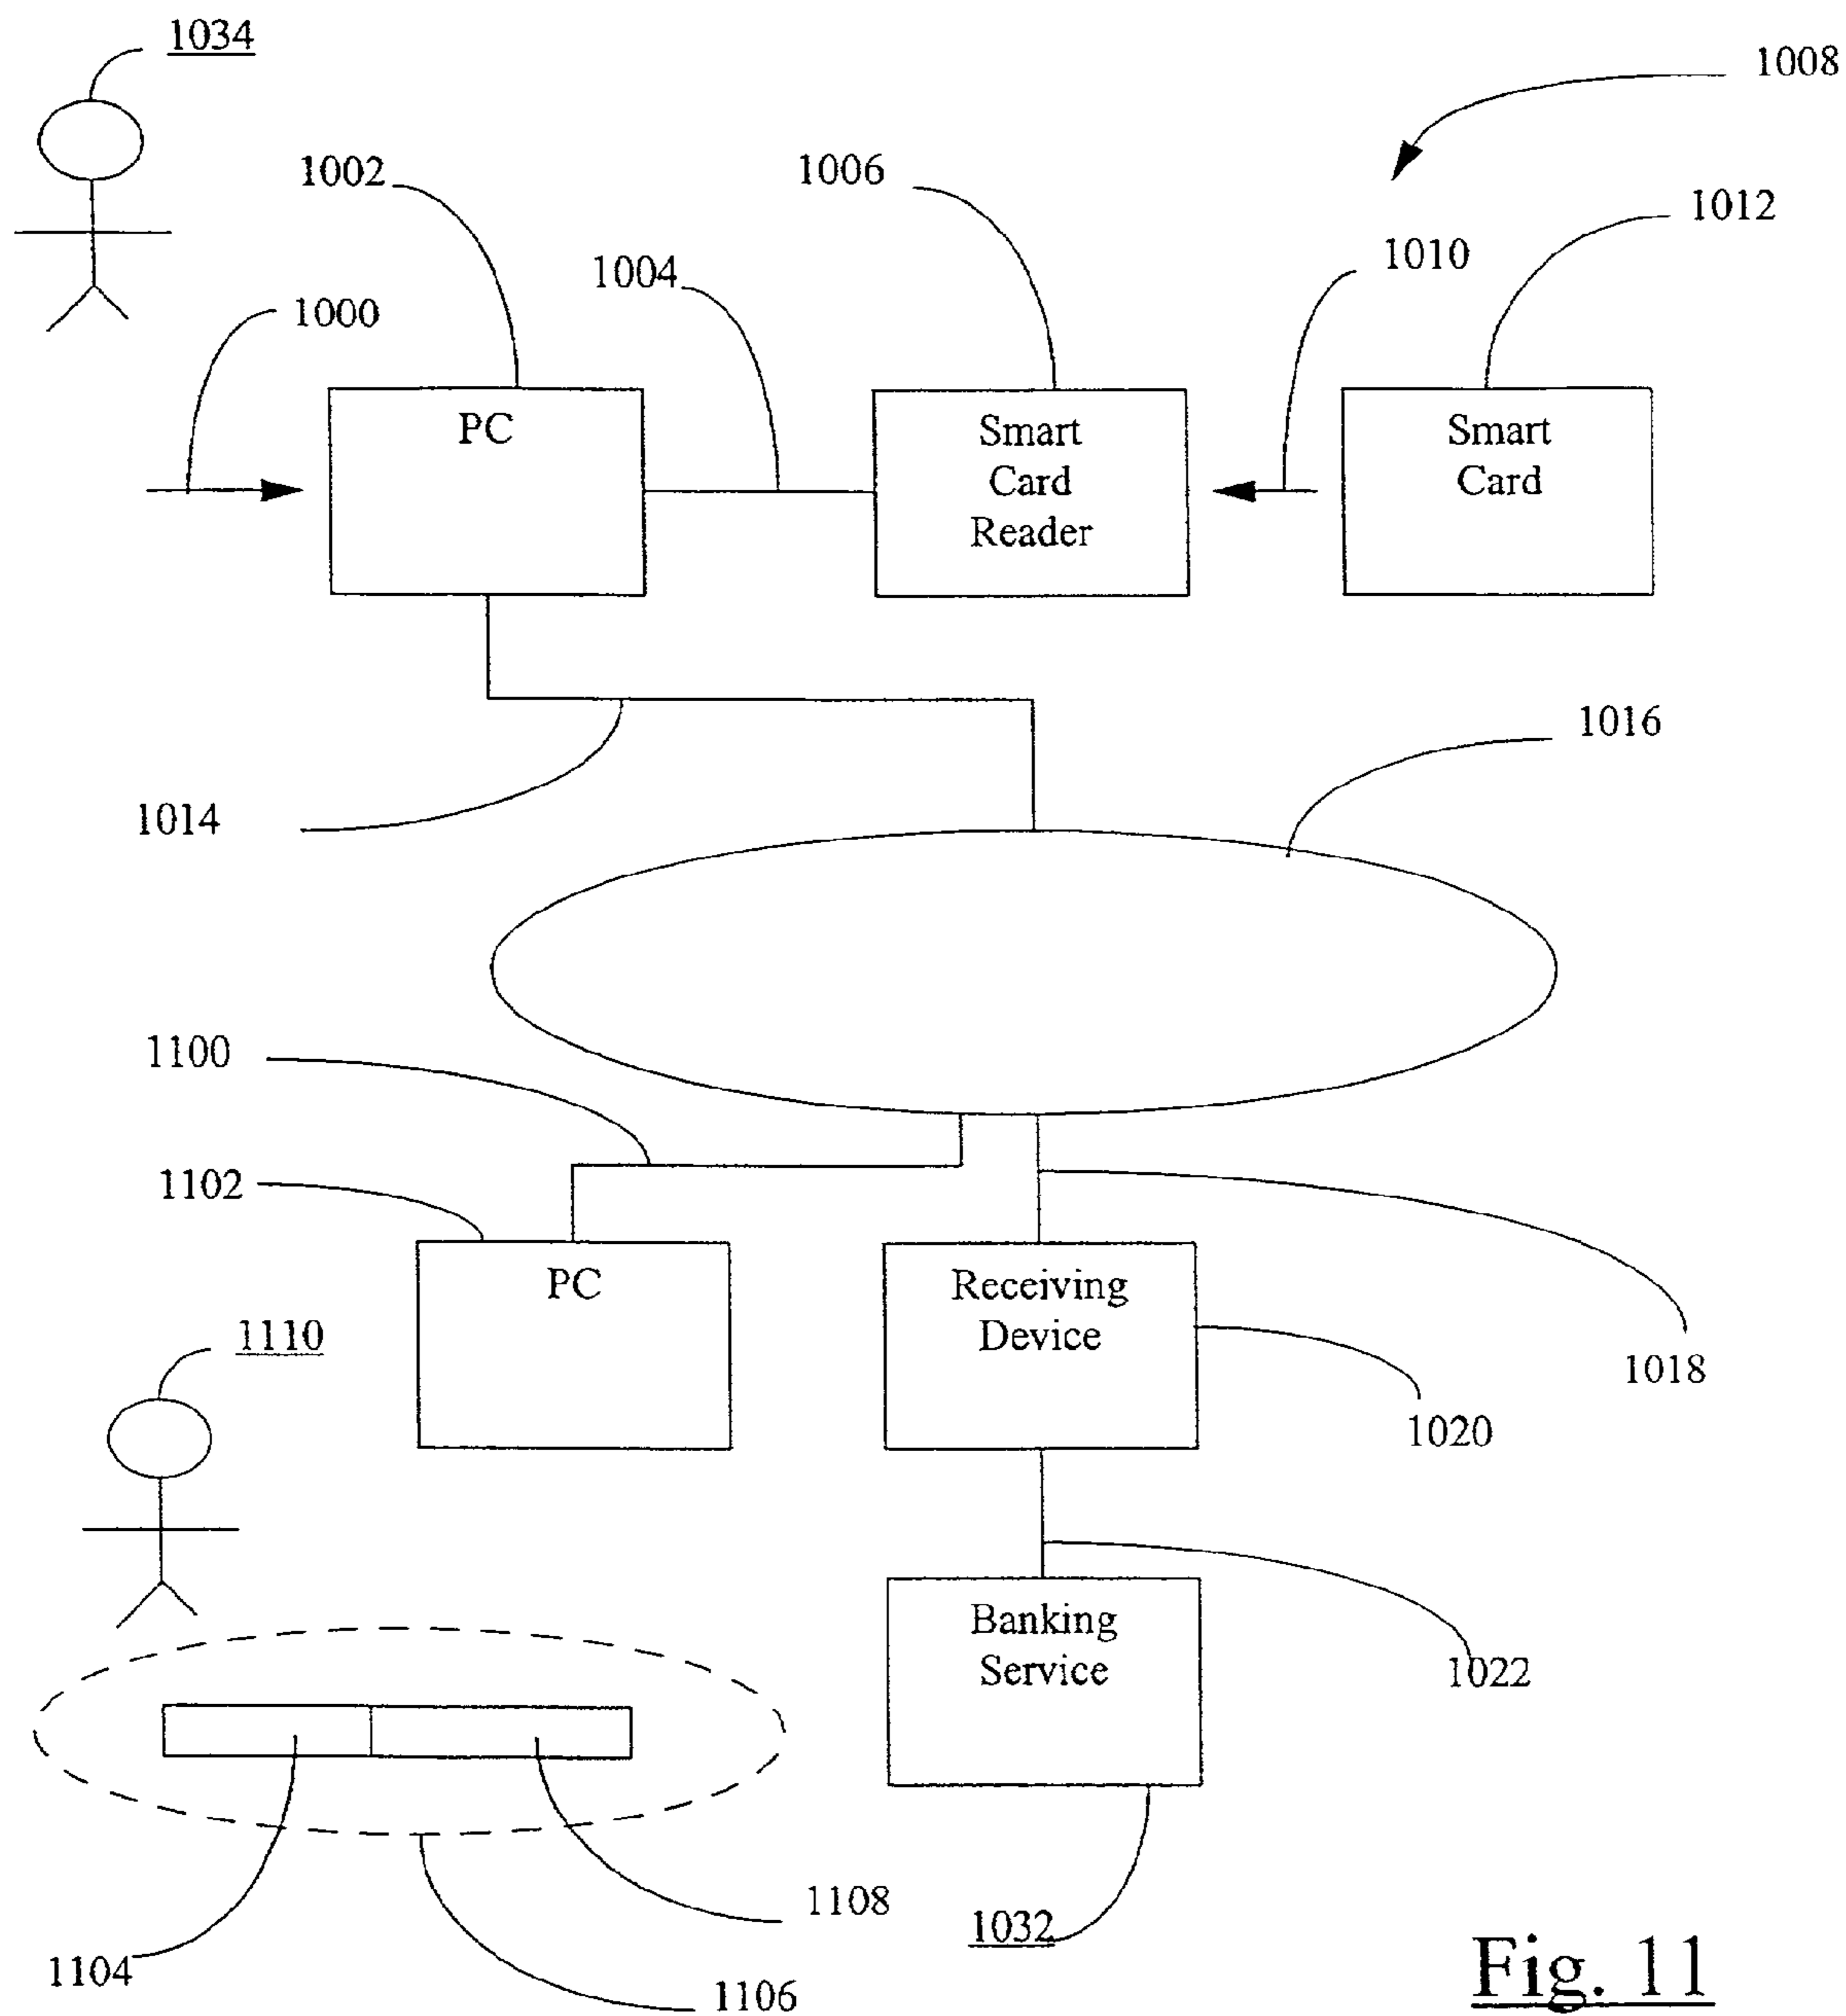 1034
1008
1002
1006
1012
1004
1010
1000
PC
Smart
Card
Reader
Smart
Card
1016
1014
1100
1102
PC
Receiving
Device
1110
1018
1020
Banking
Service
1022
1108
1032
1104
1106
Fig. 11